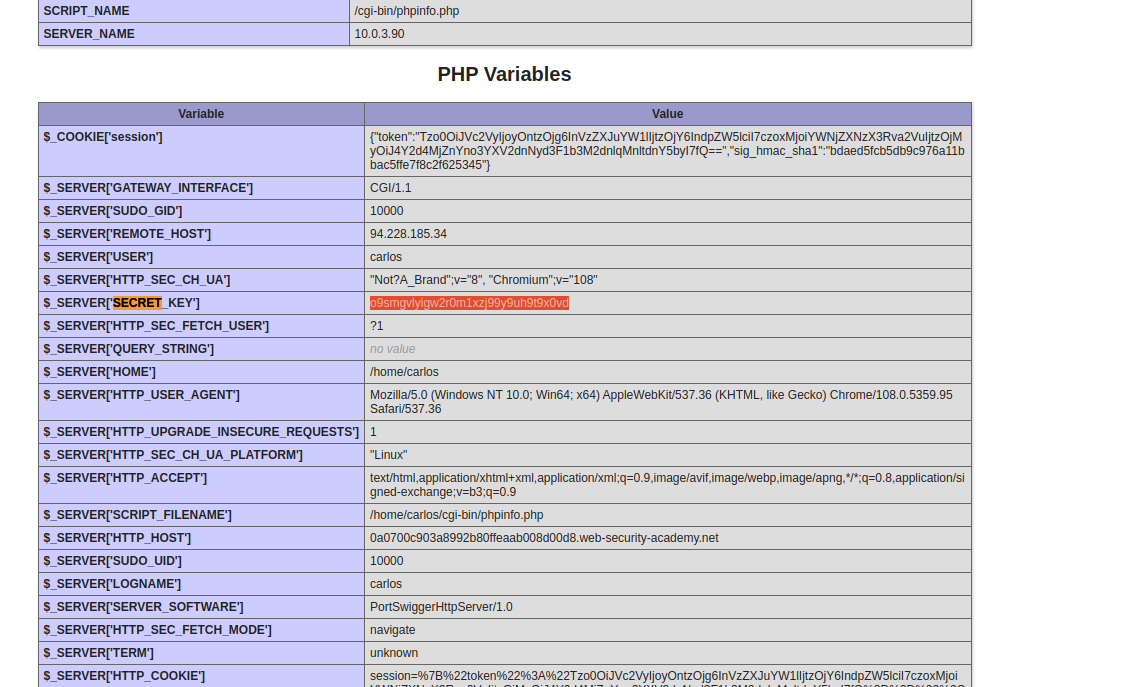 SCRIPT_NAME /cgi-bin/phpinfo.php
SERVER_NAME 10.0.3.90
PHP Variables
Variable Value
$_COOKIE['session'] {"token":"Tzo0OiJVc2VyIjoyOntzOjg6InVzZXJuYW1lIjtzOjY6IndpZW5lciI7czoxMjoiYWNjZXNzX3Rva2VuIjtzOjM
yOiJ4Y2d4MjZnYno3YXV2dnNyd3F1b3M2dnlqMnltdnY5byI7fQ==","sig_hmac_sha1":"bdaed5fcb5db9c976a11b
bac5ffe7f8c2f625345"}
$_SERVER['GATEWAY_INTERFACE'] CGI/1.1
$_SERVER['SUDO_GID'] 10000
$_SERVER['REMOTE_HOST'] 94.228.185.34
$_SERVER['USER'] carlos
$_SERVER['HTTP_SEC_CH_UA'] "Not?A_Brand";v="8", "Chromium";v="108"
$_SERVER['SECRET_KEY'] o9smgvlyigw2r0m1xzj99y9uh9t9x0vd
$_SERVER['HTTP_SEC_FETCH_USER'] ?1
$_SERVER['QUERY_STRING'] no value
$_SERVER['HOME'] /home/carlos
$_SERVER['HTTP_USER_AGENT'] Mozilla/5.0 (Windows NT 10.0; Win64; x64) AppleWebKit/537.36 (KHTML, like Gecko) Chrome/108.0.5359.95
Safari/537.36
$_SERVER['HTTP_UPGRADE_INSECURE_REQUESTS'] 1
$_SERVER['HTTP_SEC_CH_UA_PLATFORM'] "Linux"
$_SERVER['HTTP_ACCEPT'] text/html,application/xhtml+xml,application/xml;q=0.9,image/avif,image/webp,image/apng,*/*;q=0.8,application/si
gned-exchange;v=b3;q=0.9
$_SERVER['SCRIPT_FILENAME'] /home/carlos/cgi-bin/phpinfo.php
$_SERVER['HTTP_HOST'] 0a0700c903a8992b80ffeaab008d00d8.web-security-academy.net
$_SERVER['SUDO_UID'] 10000
$_SERVER['LOGNAME'] carlos
$_SERVER['SERVER_SOFTWARE'] PortSwiggerHttpServer/1.0
$_SERVER['HTTP_SEC_FETCH_MODE'] navigate
$_SERVER['TERM'] unknown
$_SERVER['HTTP_COOKIE'] session=%7B%22token%22%3A%22Tzo0OiJVc2VyIjoyOntzOjg6InVzZXJuYW1lIjtzOjY6IndpZW5lciI7czoxMjoi